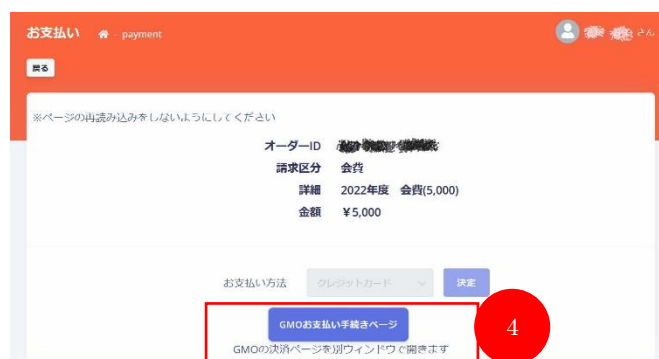 お支払い - payment
さん
戻る
※ページの再読み込みをしないようにしてください
オーダーID
請求区分 会費
詳細 2022年度 会費(5,000)
金額 ¥5,000
お支払い方法 クレジットカード 決定
GMOお支払い手続きページ
4
GMOの決済ページを別ウィンドウで開きます